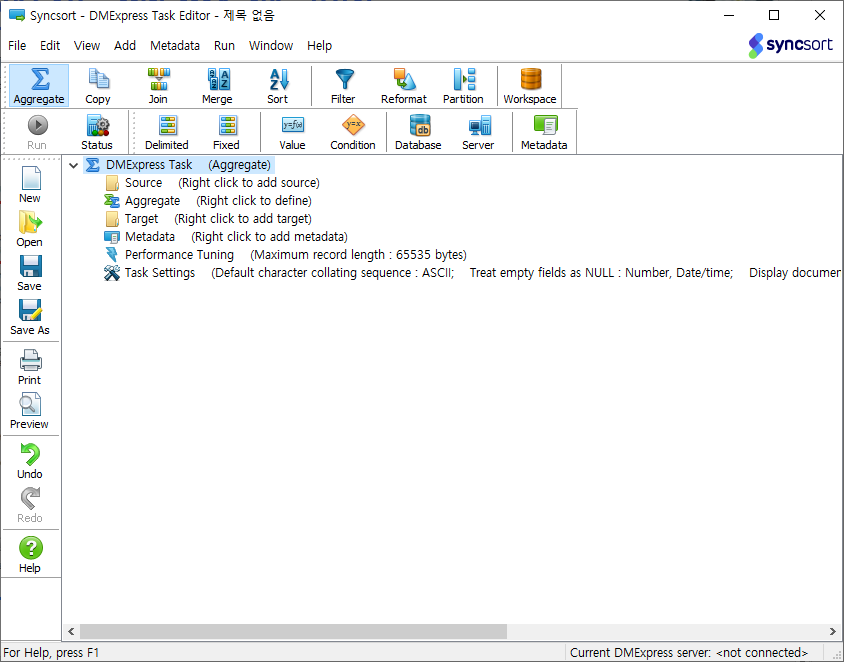 Syncsort - DMExpress Task Editor - 제목 없음
File Edit View Add Metadata Run Window Help
syncsort
Aggregate Copy Join Merge Sort Filter Reformat Partition Workspace
Run Status Delimited Fixed Value Condition Database Server Metadata
New
Open
Save
Save As
Print
Preview
Undo
Redo
Help
DMExpress Task (Aggregate)
Source (Right click to add source)
Aggregate (Right click to define)
Target (Right click to add target)
Metadata (Right click to add metadata)
Performance Tuning (Maximum record length : 65535 bytes)
Task Settings (Default character collating sequence : ASCII; Treat empty fields as NULL : Number, Date/time; Display documen
For Help, press F1
Current DMExpress server: <not connected>